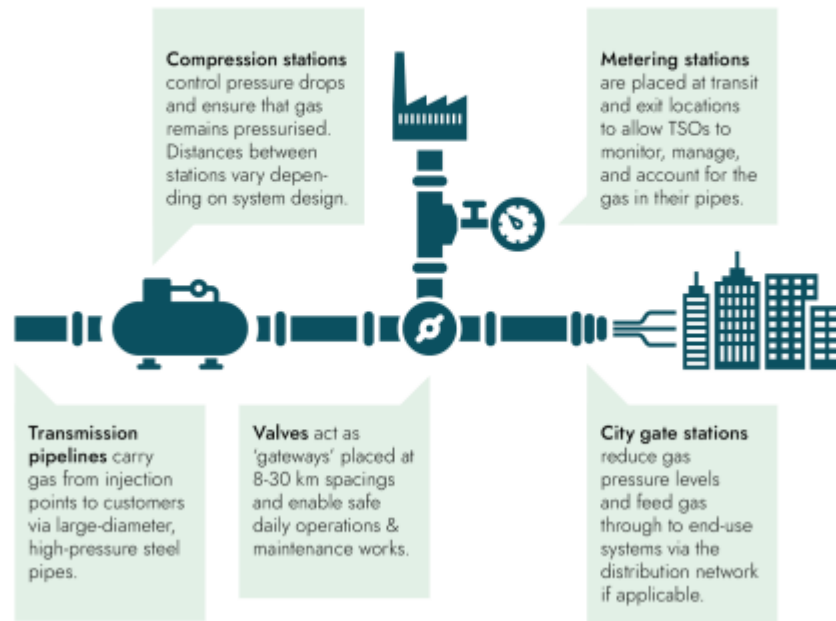 Compression stations
control pressure drops
and ensure that gas
remains pressurised.
Distances between
stations vary depen-
ding on system design.
Metering stations
are placed at transit
and exit locations
to allow TSOs to
monitor, manage,
and account for the
gas in their pipes.
Transmission
pipelines carry
gas from injection
points to customers
via large-diameter,
high-pressure steel
pipes.
Valves act as
‘gateways’ placed at
8-30 km spacings
and enable safe
daily operations &
maintenance works.
City gate stations
reduce gas
pressure levels
and feed gas
through to end-use
systems via the
distribution network
if applicable.